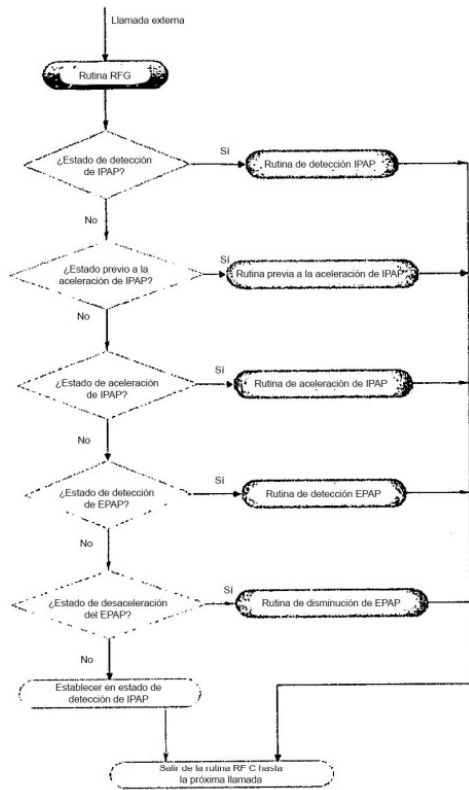 Llamada externa
Rutina RFG
¿Estado de detección
de IPAP?
Sí
Rutina de detección IPAP
No
¿Estado previo a la
aceleración de IPAP?
Sí
Rutina previa a la aceleración de IPAP
No
¿Estado de aceleración
de IPAP?
Sí
Rutina de aceleración de IPAP
No
¿Estado de detección
de EPAP?
Sí
Rutina de detección EPAP
No
¿Estado de desaceleración
del EPAP?
Sí
Rutina de disminución de EPAP
No
Establecer en estado de
detección de IPAP
Salir de la rutina RF C hasta
la próxima llamada